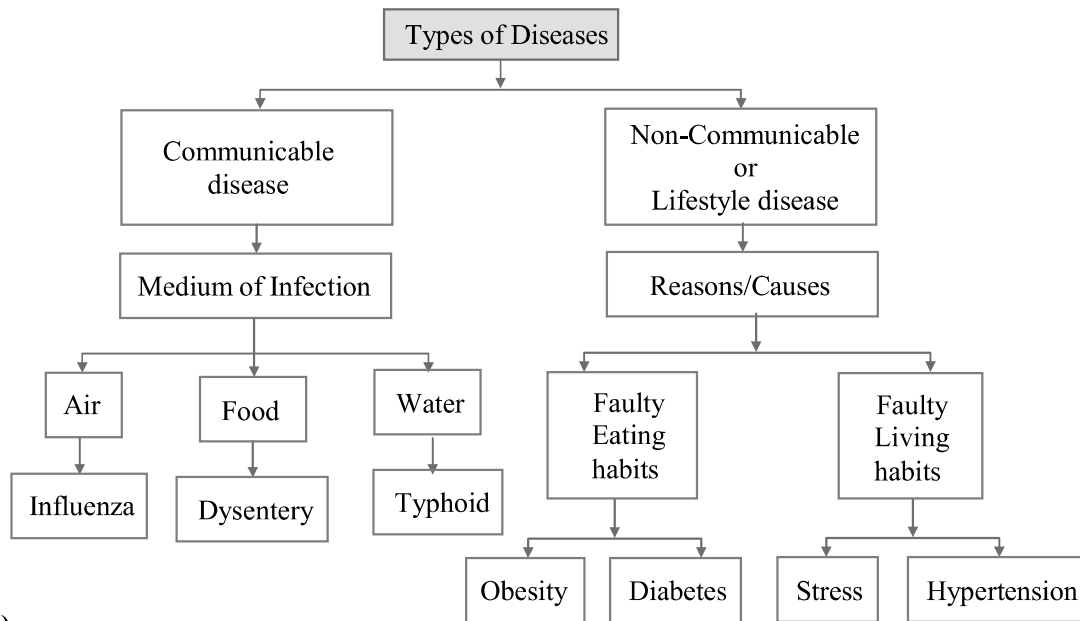 Types of Diseases
Communicable
disease
Non-Communicable
or
Lifestyle disease
Medium of Infection
Reasons/Causes
Air
Food
Water
Faulty
Eating
habits
Faulty
Living
habits
Influenza
Dysentery
Typhoid
Obesity
Diabetes
Stress
Hypertension
)